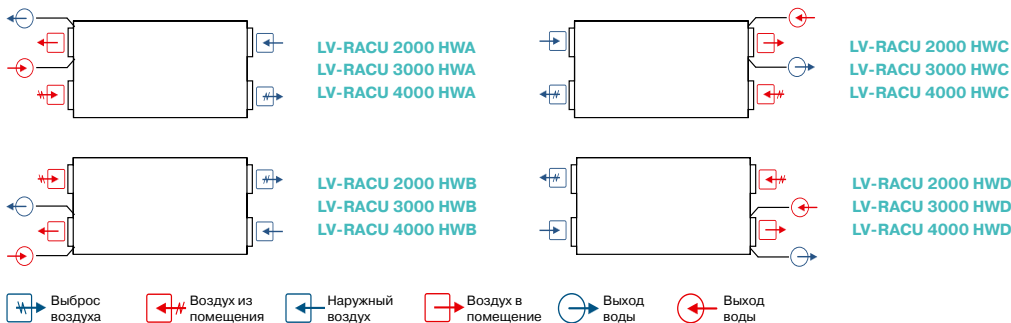 LV-RACU 2000 HWA
LV-RACU 3000 HWA
LV-RACU 4000 HWA
LV-RACU 2000 HWC
LV-RACU 3000 HWC
LV-RACU 4000 HWC
LV-RACU 2000 HWB
LV-RACU 3000 HWB
LV-RACU 4000 HWB
LV-RACU 2000 HWD
LV-RACU 3000 HWD
LV-RACU 4000 HWD
Выброс
воздуха
Воздух из
помещения
Наружный
воздух
Воздух в
помещение
Выход
воды
Выход
воды